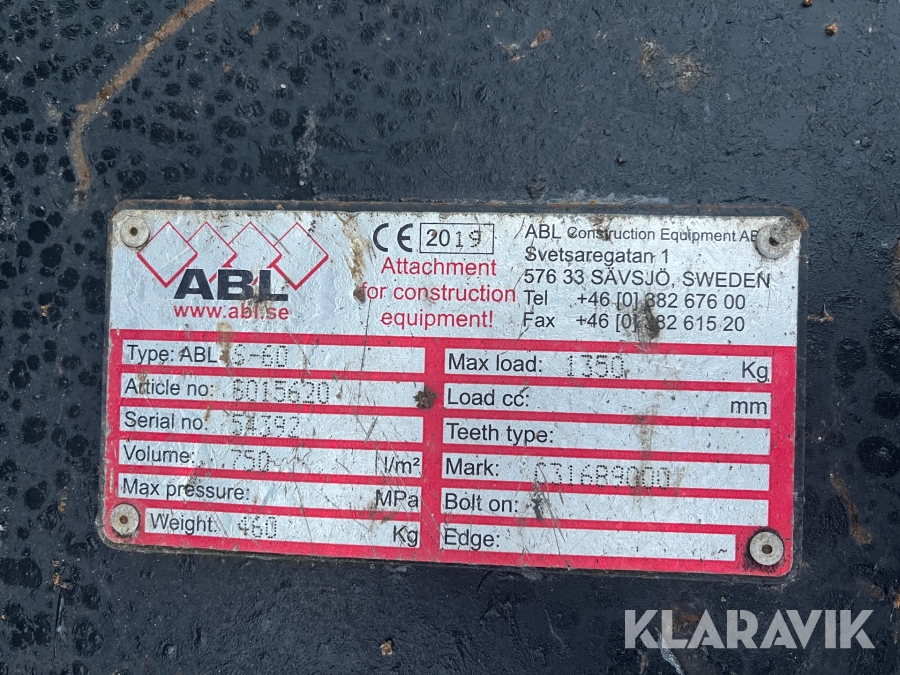 ABL
www.abl.se
CE 2019
Attachment
for construction
equipment!
ABL Construction Equipment AB
Svetsaregatan 1
576 33 SÄVSJÖ, SWEDEN
Tel +46 [0] 382 676 00
Fax +46 [0] 382 615 20
Type: ABL S-60
Article no: 6015620
Serial no: 54392
Volume: 750 l/m²
Max pressure: MPa
Weight: 460 Kg
Max load: 1350 Kg
Load cc: mm
Teeth type:
Mark:
Bolt on:
Edge: ~
KLARAVIK